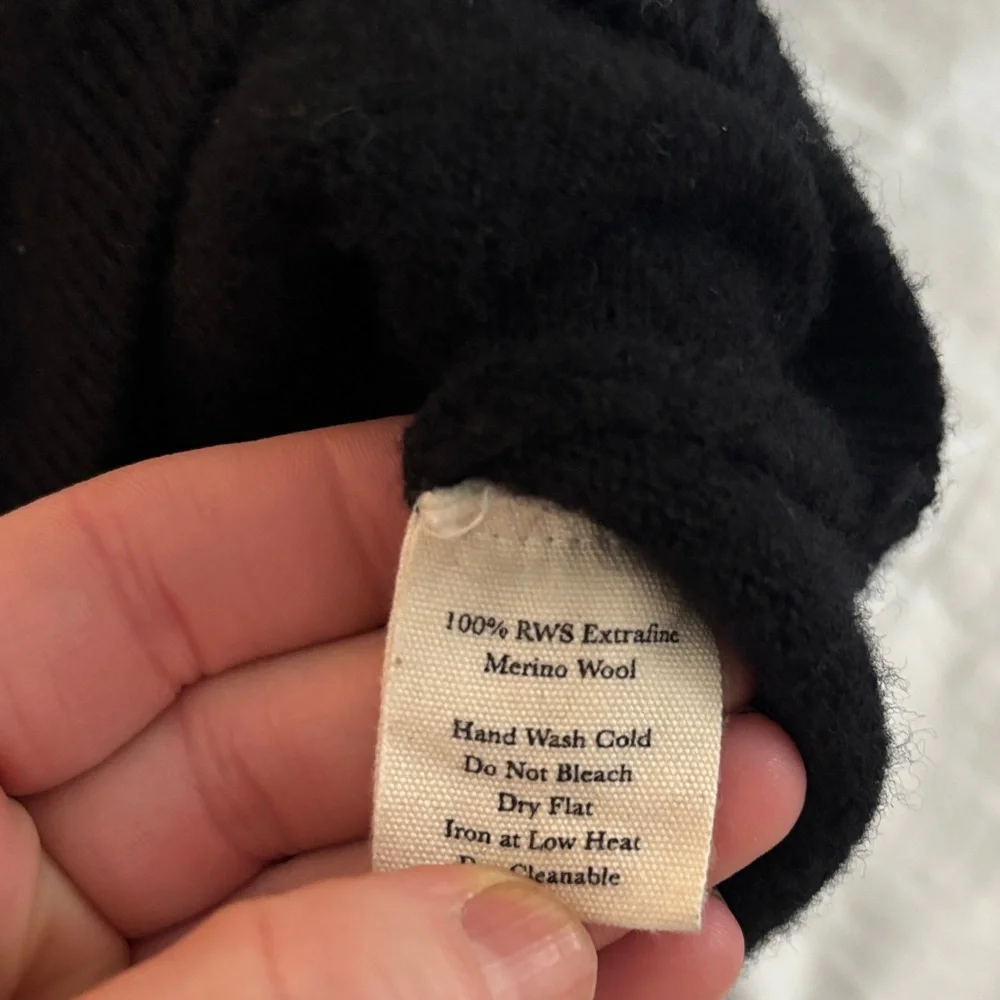 100% RWS Extrafine
Merino Wool
Hand Wash Cold
Do Not Bleach
Dry Flat
Iron at Low Heat
Cleanable